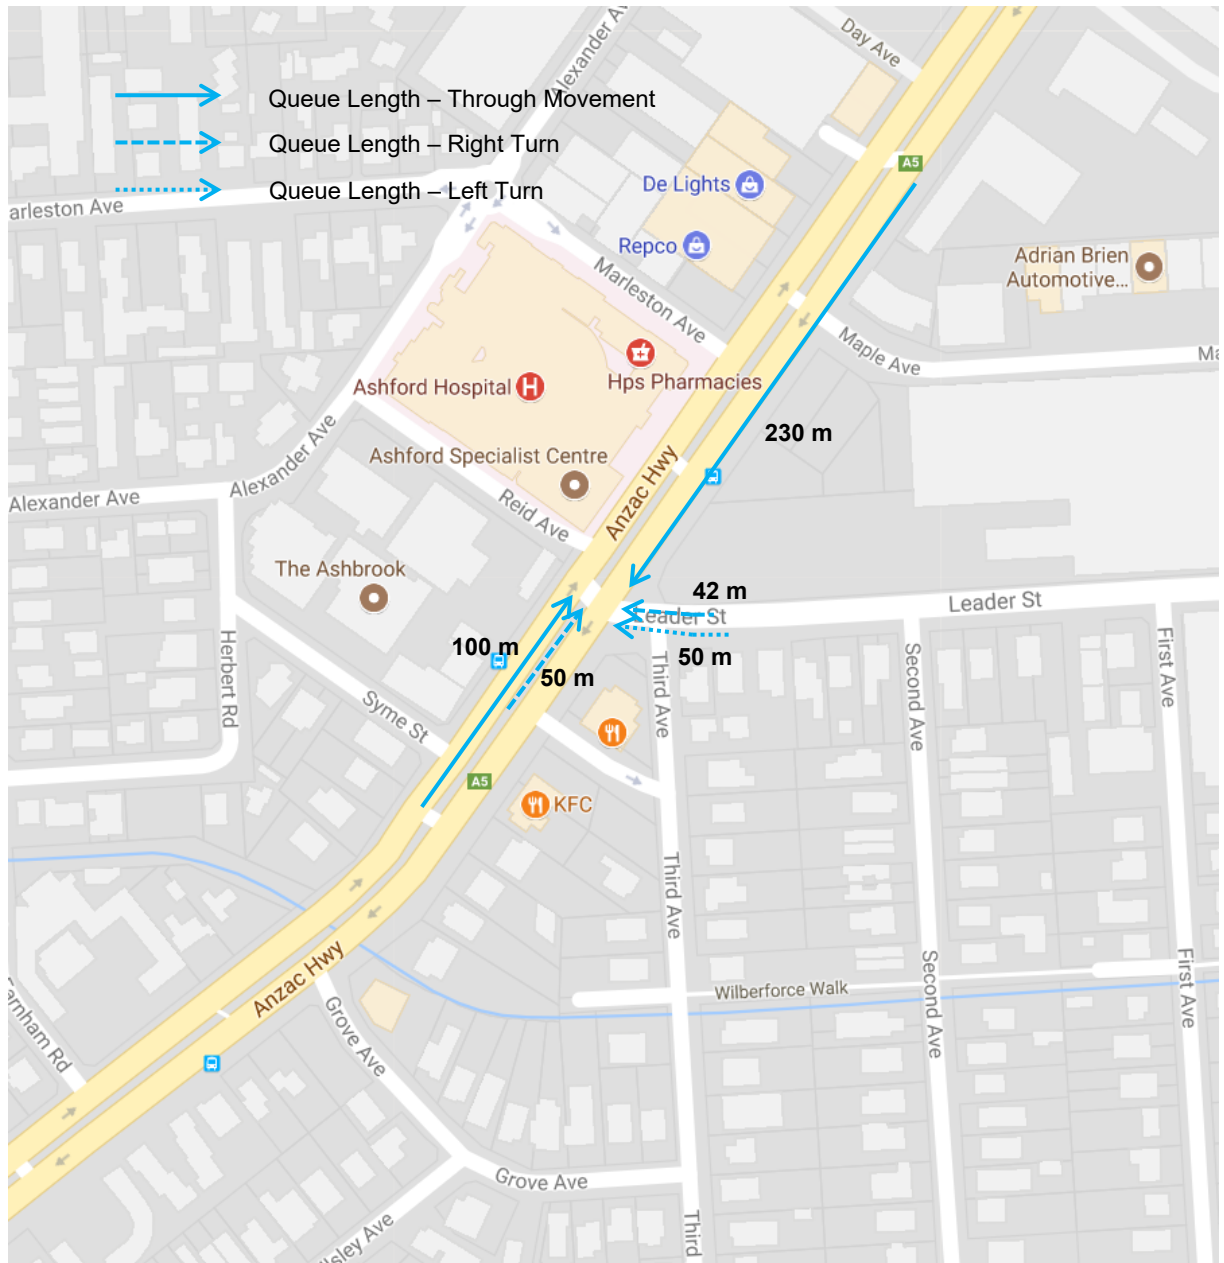 Day Ave
Alexander Av
Queue Length – Through Movement
Queue Length – Right Turn
Queue Length – Left Turn
A5
De Lights
arleston Ave
Repco
Adrian Brien
Automotive...
Marleston Ave
Maple Ave
Ma
Hps Pharmacies
Ashford Hospital
H
230 m
Ashford Specialist Centre
Anzac Hwy
Alexander Ave
Alexander Ave
Reid Ave
The Ashbrook
42 m
Leader St
eader St
100 m
50 m
50 m
Herbert Rd
Third Ave
Second Ave
First Ave
Syme St
A5
KFC
Third Ave
Anzac Hwy
Second Ave
First Ave
Wilberforce Walk
arnham Rd
Grove Ave
Grove Ave
Third
lsley Ave